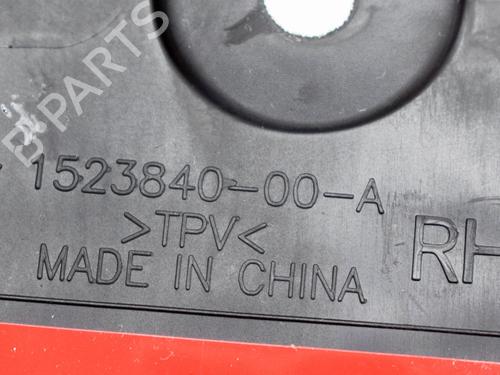 B-PARTS
1523840-00-A
>TPV<
RH
MADE IN CHINA